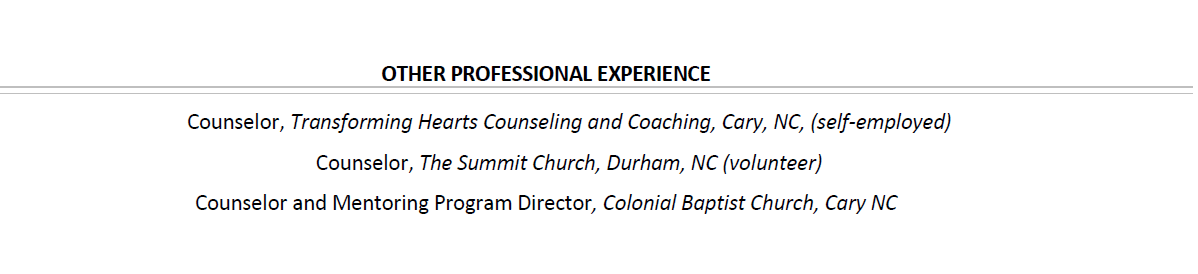 OTHER PROFESSIONAL EXPERIENCE
Counselor, Transforming Hearts Counseling and Coaching, Cary, NC, (self-employed)
Counselor, The Summit Church, Durham, NC (volunteer)
Counselor and Mentoring Program Director, Colonial Baptist Church, Cary NC